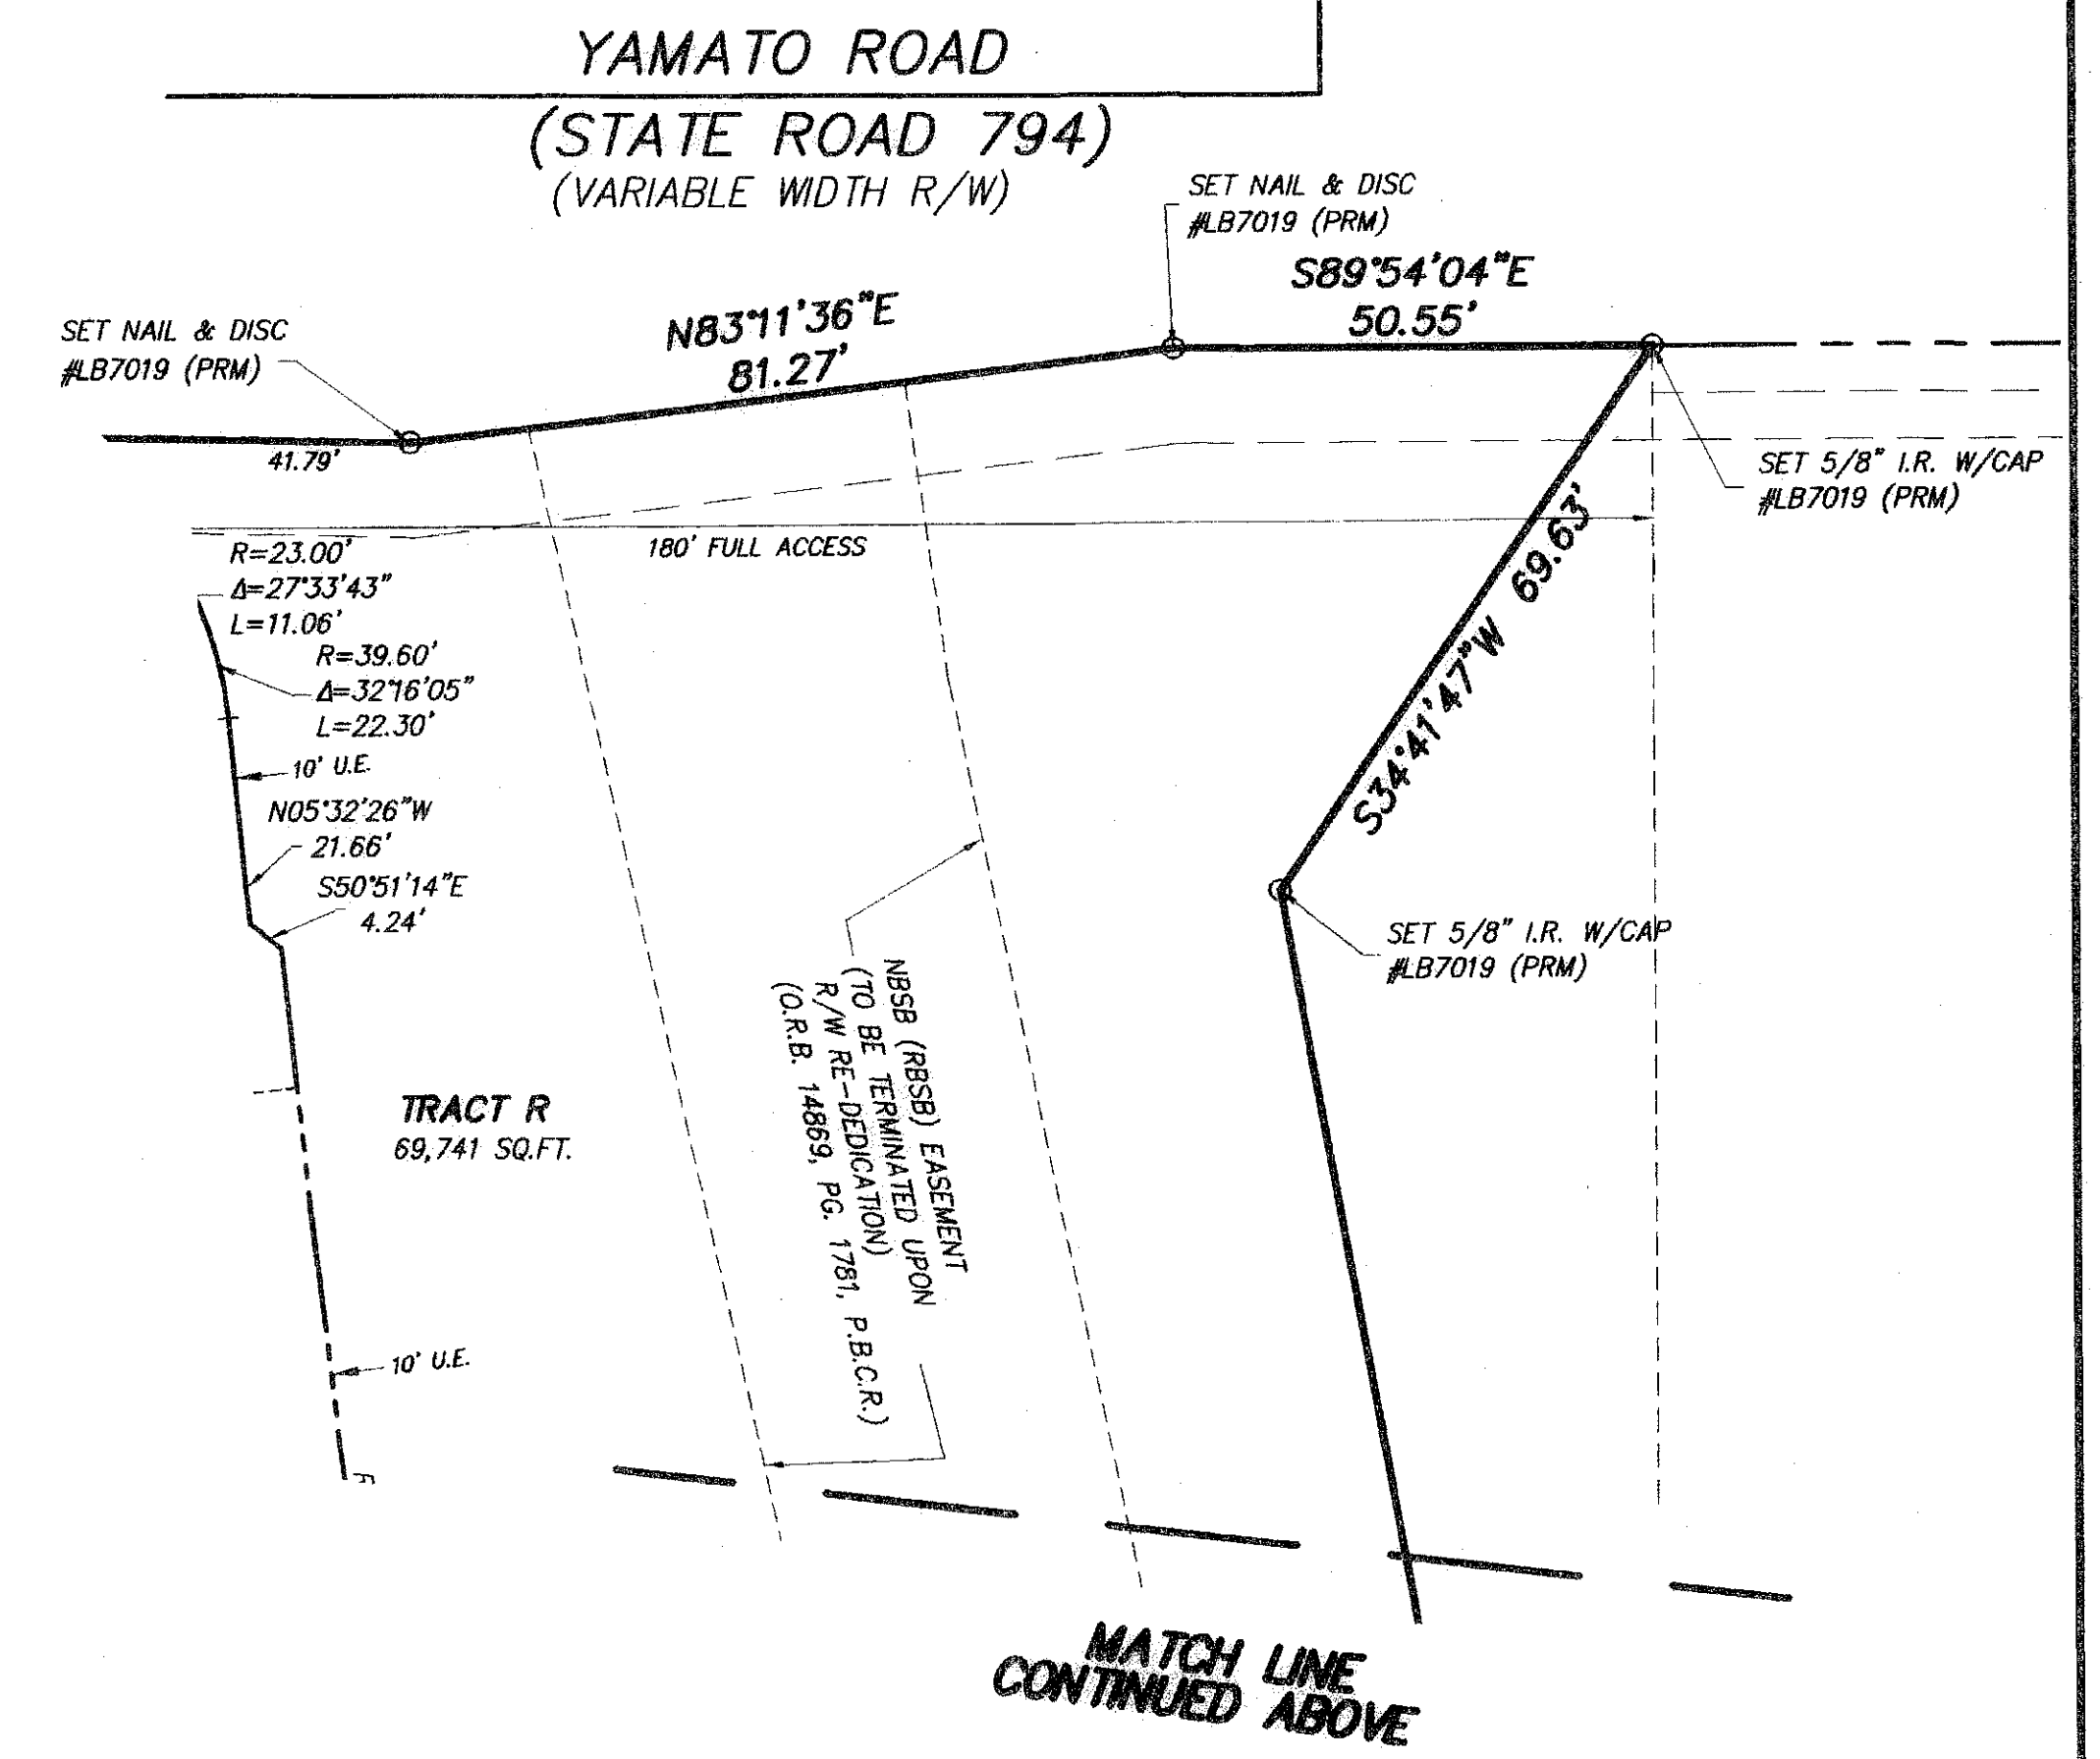 YAMATO ROAD
(STATE ROAD 794)
(VARIABLE WIDTH R/W)
SET NAIL & DISC
#LB7019 (PRM)
S89°54'04"E
50.55'
N83°11'36"E
81.27'
SET NAIL & DISC
#LB7019 (PRM)
41.79'
SET 5/8" I.R. W/CAP
#LB7019 (PRM)
180' FULL ACCESS
R=23.00'
Δ=27°33'43"
L=11.06'
R=39.60'
Δ=32°16'05"
L=22.30'
10' U.E.
N05°32'26"W
21.66'
S50°51'14"E
4.24'
S34°41'47"W 69.63'
SET 5/8" I.R. W/CAP
#LB7019 (PRM)
NBSB (RBSB) EASEMENT
(TO BE TERMINATED UPON
R/W RE-DEDICATION)
(O.R.B. 14869, PG. 1781, P.B.C.R.)
TRACT R
69,741 SQ.FT.
10' U.E.
MATCH LINE
CONTINUED ABOVE